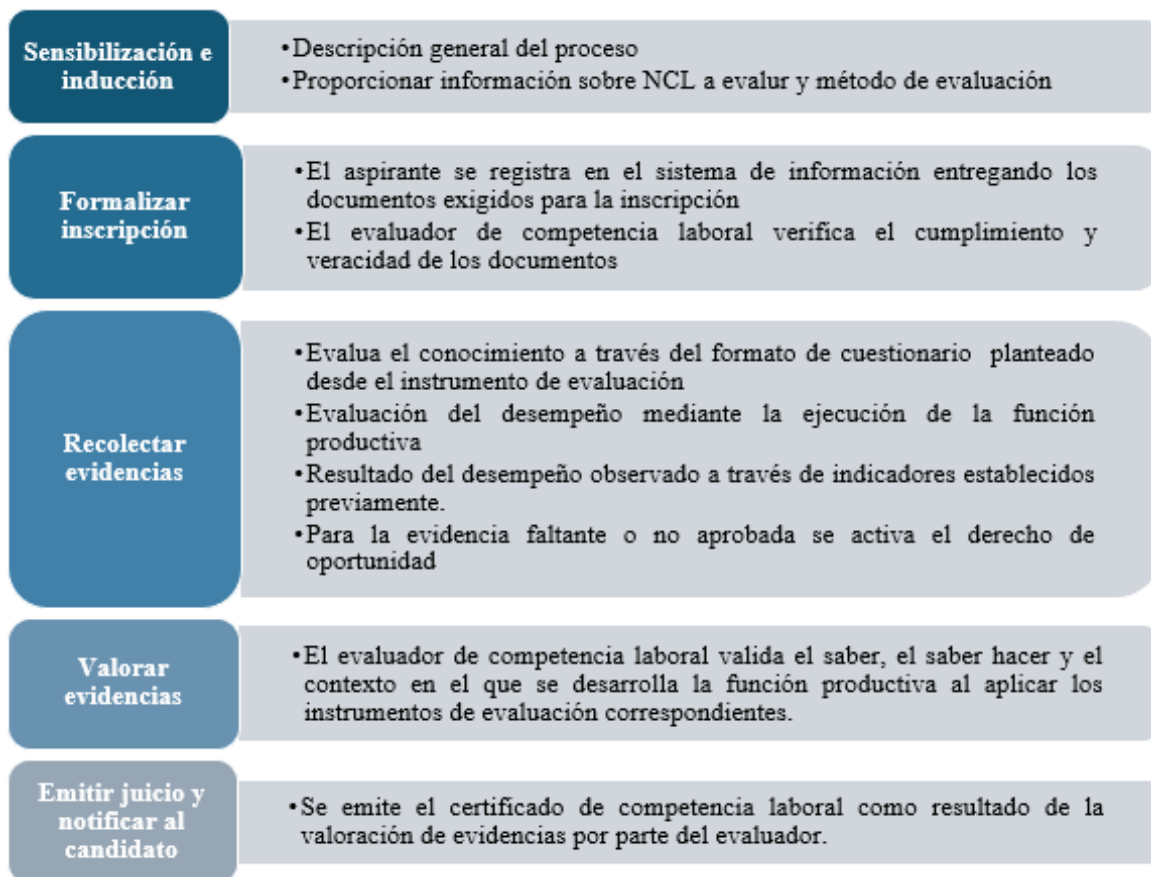 Sensibilización e
inducción
•Descripción general del proceso
•Proporcionar información sobre NCL a evalur y método de evaluación
Formalizar
inscripción
•El aspirante se registra en el sistema de información entregando los
documentos exigidos para la inscripción
•El evaluador de competencia laboral verifica el cumplimiento y
veracidad de los documentos
Recolectar
evidencias
•Evalua el conocimiento a través del formato de cuestionario planteado
desde el instrumento de evaluación
•Evaluación del desempeño mediante la ejecución de la función
productiva
•Resultado del desempeño observado a través de indicadores establecidos
previamente.
•Para la evidencia faltante o no aprobada se activa el derecho de
oportunidad
Valorar
evidencias
•El evaluador de competencia laboral valida el saber, el saber hacer y el
contexto en el que se desarrolla la función productiva al aplicar los
instrumentos de evaluación correspondientes.
Emitir juicio y
notificar al
candidato
•Se emite el certificado de competencia laboral como resultado de la
valoración de evidencias por parte del evaluador.